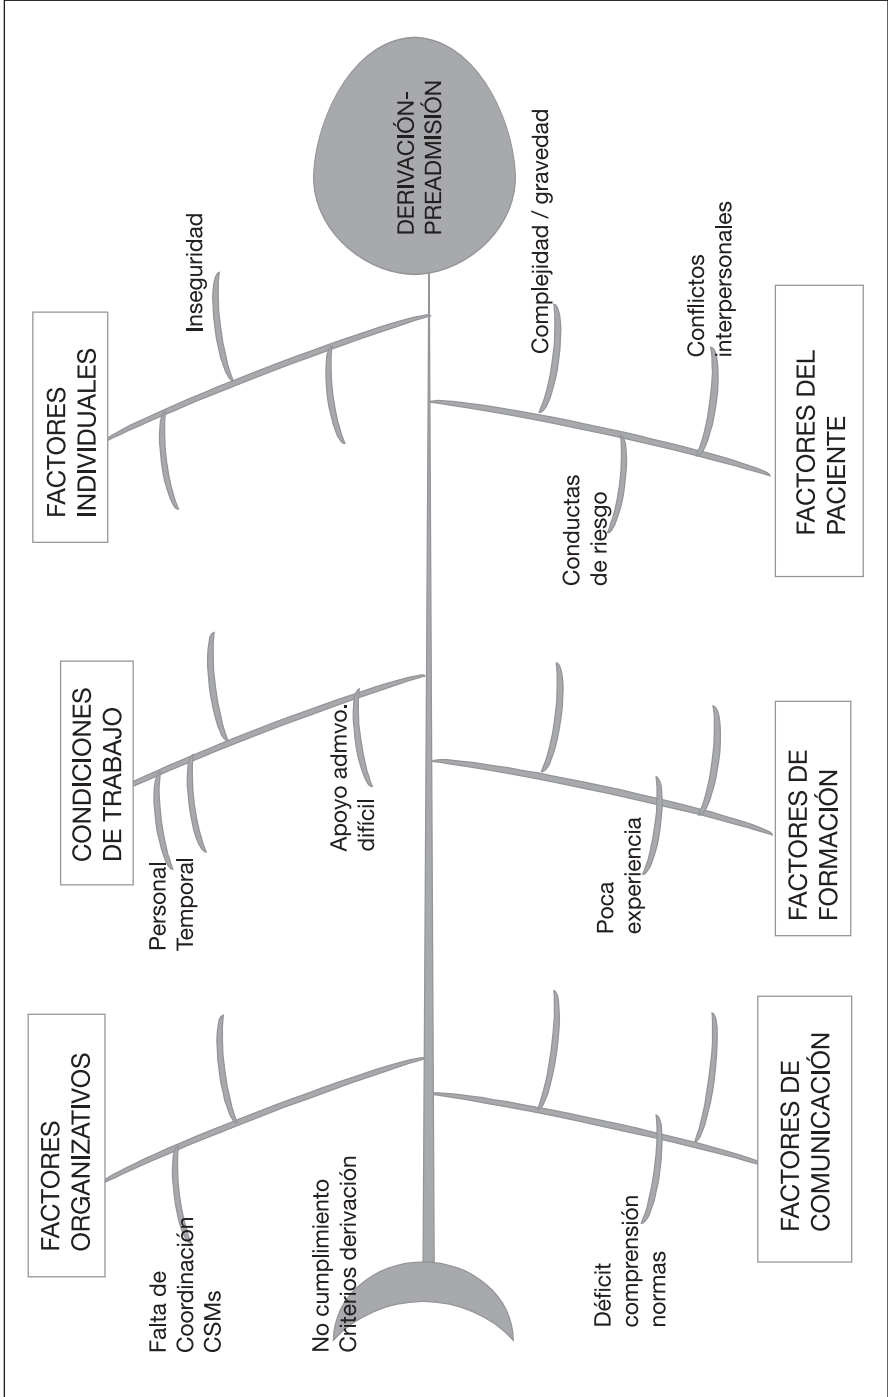 FACTORES
ORGANIZATIVOS
Falta de
Coordinación
CSMs
No cumplimiento
Criterios derivación
CONDICIONES
DE TRABAJO
Personal
Temporal
Apoyo admvo.
difícil
FACTORES
INDIVIDUALES
Inseguridad
DERIVACIÓN-
PREADMISIÓN
FACTORES DE
COMUNICACIÓN
Déficit
comprensión
normas
FACTORES DE
FORMACIÓN
Poca
experiencia
FACTORES DEL
PACIENTE
Conductas
de riesgo
Complejidad / gravedad
Conflictos
interpersonales